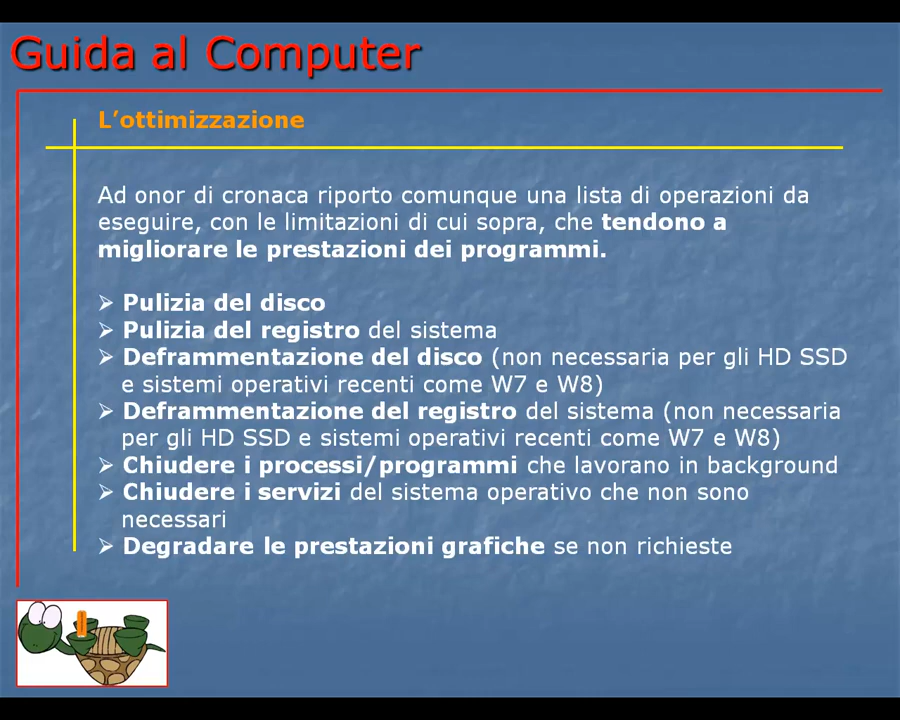 Guida al Computer
L’ottimizzazione
Ad onor di cronaca riporto comunque una lista di operazioni da
eseguire, con le limitazioni di cui sopra, che tendono a
migliorare le prestazioni dei programmi.
➢ Pulizia del disco
➢ Pulizia del registro del sistema
➢ Deframmentazione del disco (non necessaria per gli HD SSD
e sistemi operativi recenti come W7 e W8)
➢ Deframmentazione del registro del sistema (non necessaria
per gli HD SSD e sistemi operativi recenti come W7 e W8)
➢ Chiudere i processi/programmi che lavorano in background
➢ Chiudere i servizi del sistema operativo che non sono
necessari
➢ Degradare le prestazioni grafiche se non richieste